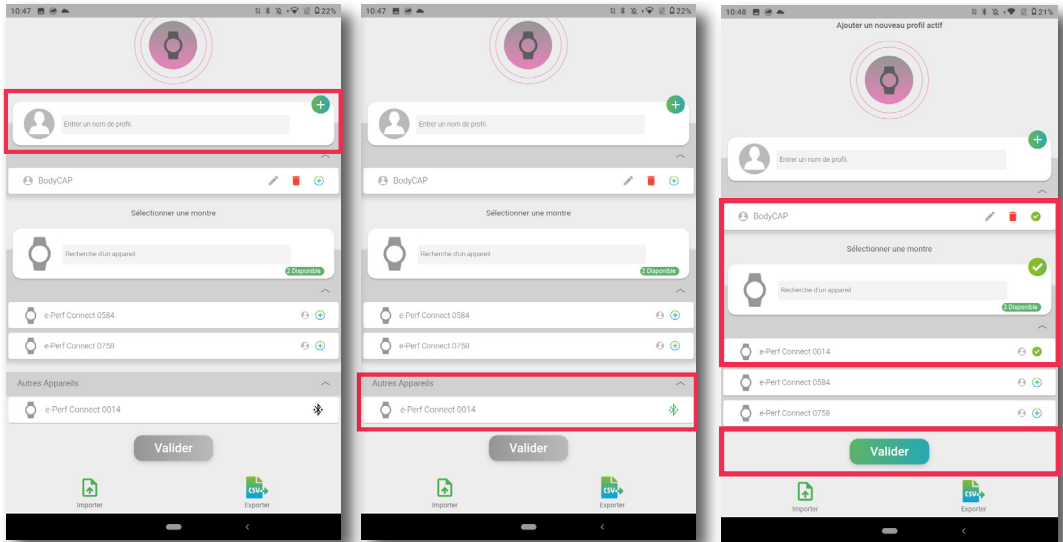 10:47
22%
Entrer un nom de profil.
BodyCAP
Sélectionner une montre
Recherche d'un appareil
2 Disponible
e-Perf Connect 0584
e-Perf Connect 0758
Autres Appareils
e-Perf Connect 0014
Valider
CSV
Importer
Exporter
10:47
22%
Entrer un nom de profil.
BodyCAP
Sélectionner une montre
Recherche d'un appareil
2 Disponible
e-Perf Connect 0584
e-Perf Connect 0758
Autres Appareils
e-Perf Connect 0014
Valider
CSV
Importer
Exporter
10:48
21%
Ajouter un nouveau profil actif
Entrer un nom de profil.
BodyCAP
Sélectionner une montre
Recherche d'un appareil
3 Disponible
e-Perf Connect 0014
e-Perf Connect 0584
e-Perf Connect 0758
Valider
CSV
Importer
Exporter